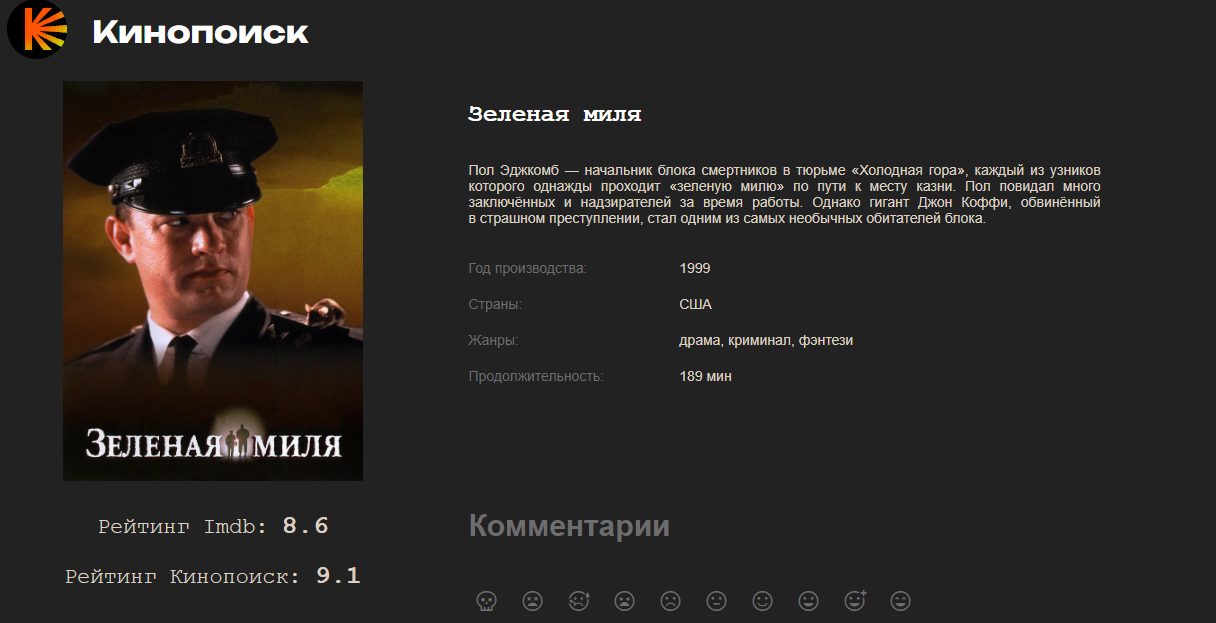 Кинопоиск
Зеленая миля
Пол Эджкомб — начальник блока смертников в тюрьме «Холодная гора», каждый из узников
которого однажды проходит «зеленую милю» по пути к месту казни. Пол повидал много
заключённых и надзирателей за время работы. Однако гигант Джон Коффи, обвинённый
в страшном преступлении, стал одним из самых необычных обитателей блока.
Год производства: 1999
Страны: США
Жанры: драма, криминал, фэнтези
Продолжительность: 189 мин
ЗЕЛЕНАЯ МИЛЯ
Рейтинг Imdb: 8.6
Рейтинг Кинопоиск: 9.1
Комментарии